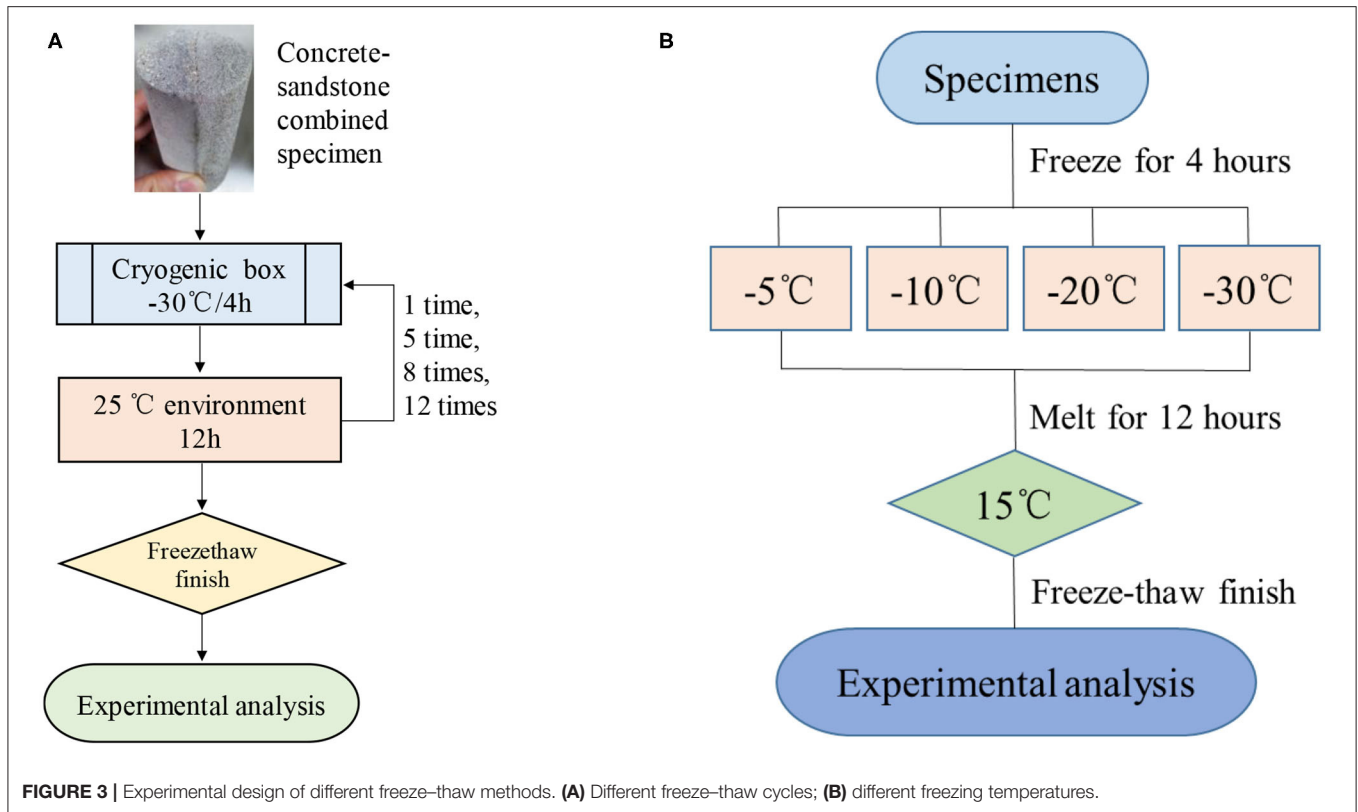 A
Concrete-
sandstone
combined
specimen
Cryogenic box
-30℃/4h
1 time,
5 time,
8 times,
12 times
25 ℃ environment
12h
Freezethaw
finish
Experimental analysis
B
Specimens
Freeze for 4 hours
-5℃ -10℃ -20℃ -30℃
Melt for 12 hours
15℃
Freeze-thaw finish
Experimental analysis
FIGURE 3 | Experimental design of different freeze–thaw methods. (A) Different freeze–thaw cycles; (B) different freezing temperatures.